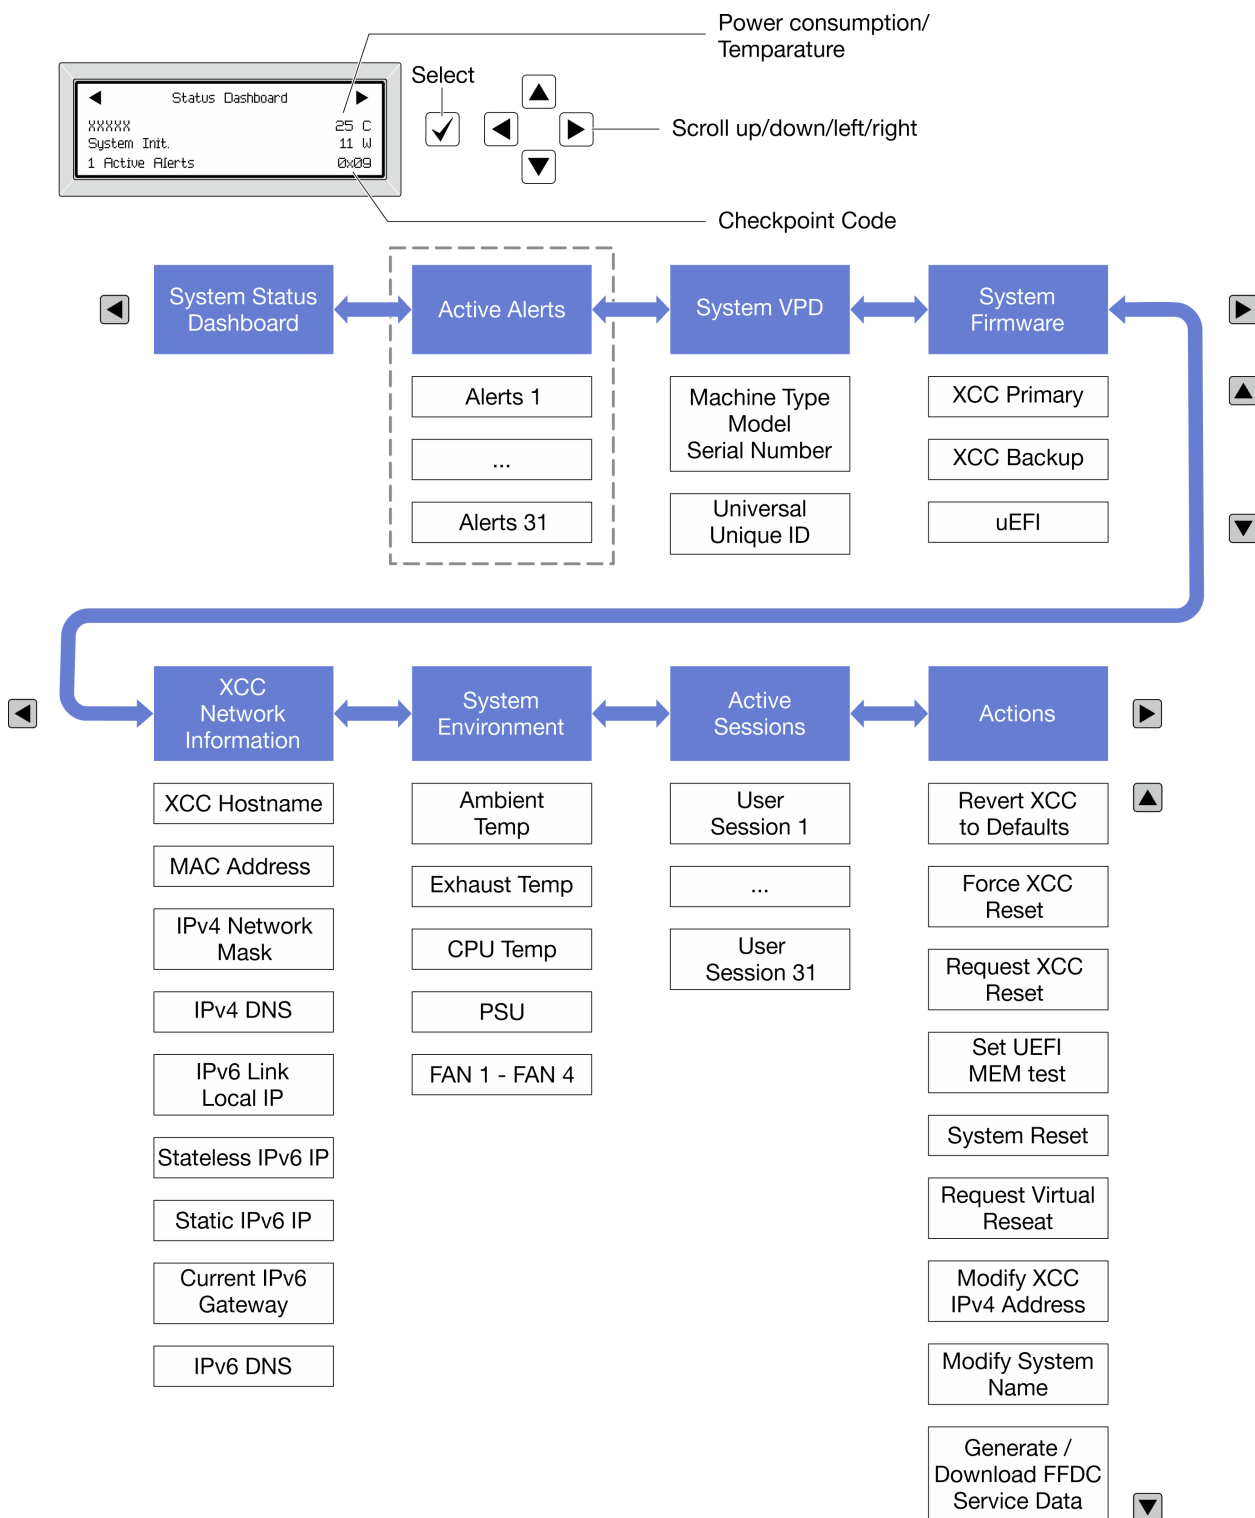 Power consumption/
Temparature
Select
Status Dashboard
XXXXX 25 C
System Init. 11 W
1 Active Alerts 0x09
Scroll up/down/left/right
Checkpoint Code
System Status
Dashboard
Active Alerts
System VPD
System
Firmware
Alerts 1
...
Alerts 31
Machine Type
Model
Serial Number
Universal
Unique ID
XCC Primary
XCC Backup
uEFI
XCC
Network
Information
System
Environment
Active
Sessions
Actions
XCC Hostname
MAC Address
IPv4 Network
Mask
IPv4 DNS
IPv6 Link
Local IP
Stateless IPv6 IP
Static IPv6 IP
Current IPv6
Gateway
IPv6 DNS
Ambient
Temp
Exhaust Temp
CPU Temp
PSU
FAN 1 - FAN 4
User
Session 1
...
User
Session 31
Revert XCC
to Defaults
Force XCC
Reset
Request XCC
Reset
Set UEFI
MEM test
System Reset
Request Virtual
Reseat
Modify XCC
IPv4 Address
Modify System
Name
Generate /
Download FFDC
Service Data